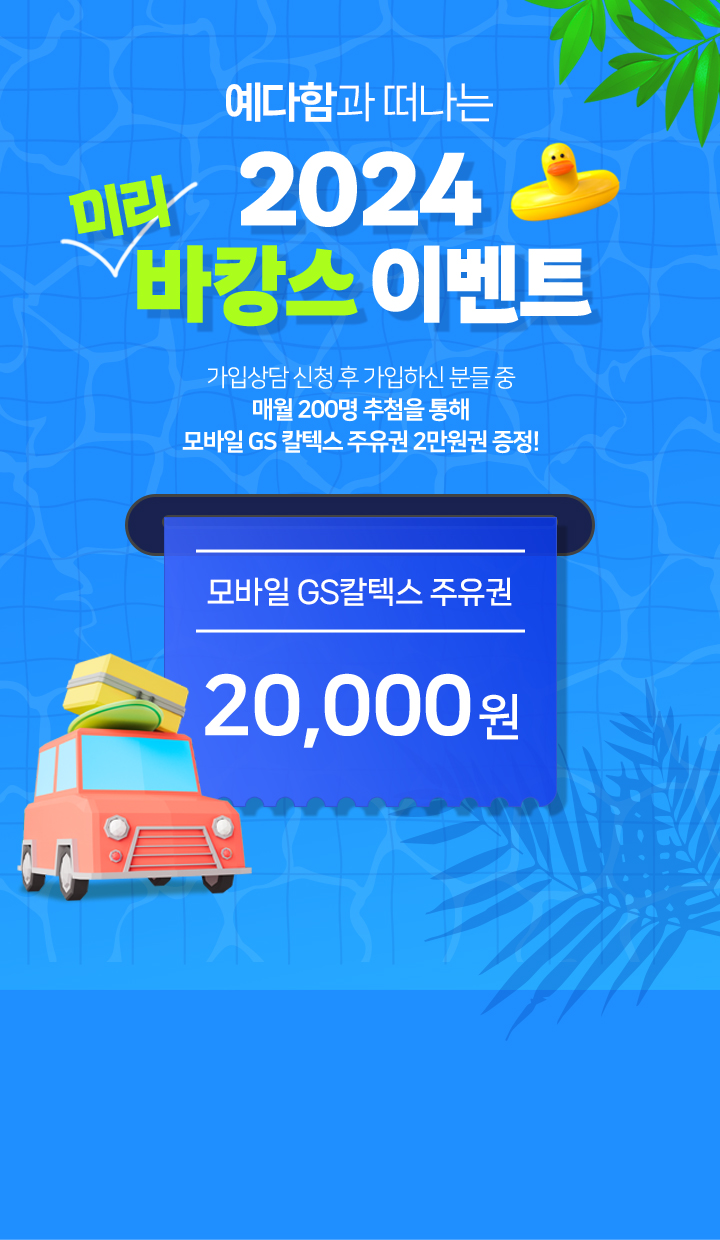 예다함과 떠나는
2024
미리
바캉스 이벤트
가입상담 신청 후 가입하신 분들 중
매월 200명 추첨을 통해
모바일 GS 칼텍스 주유권 2만원권 증정!
모바일 GS칼텍스 주유권
20,000원